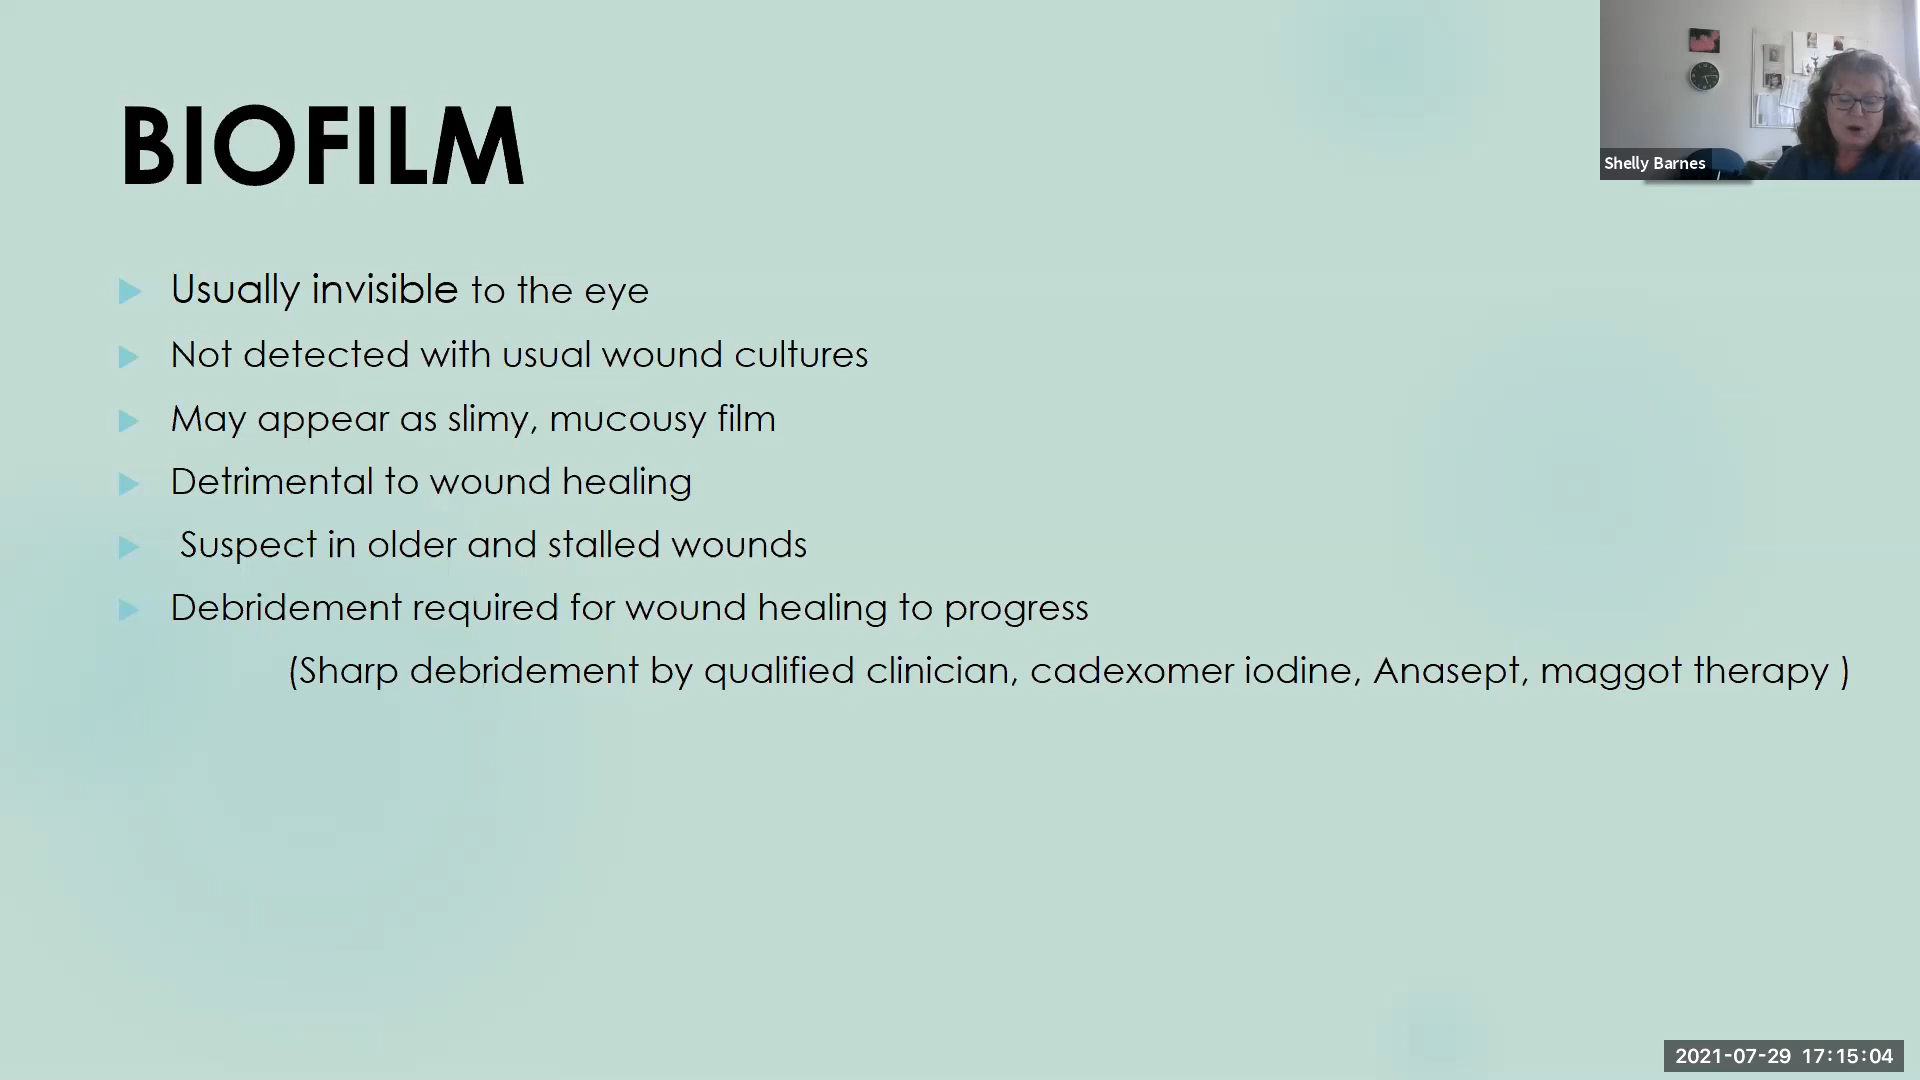 BIOFILM
Shelly Barnes
Usually invisible to the eye
Not detected with usual wound cultures
May appear as slimy, mucousy film
Detrimental to wound healing
Suspect in older and stalled wounds
Debridement required for wound healing to progress
(Sharp debridement by qualified clinician, cadexomer iodine, Anasept, maggot therapy )
2021-07-29 17:15:04